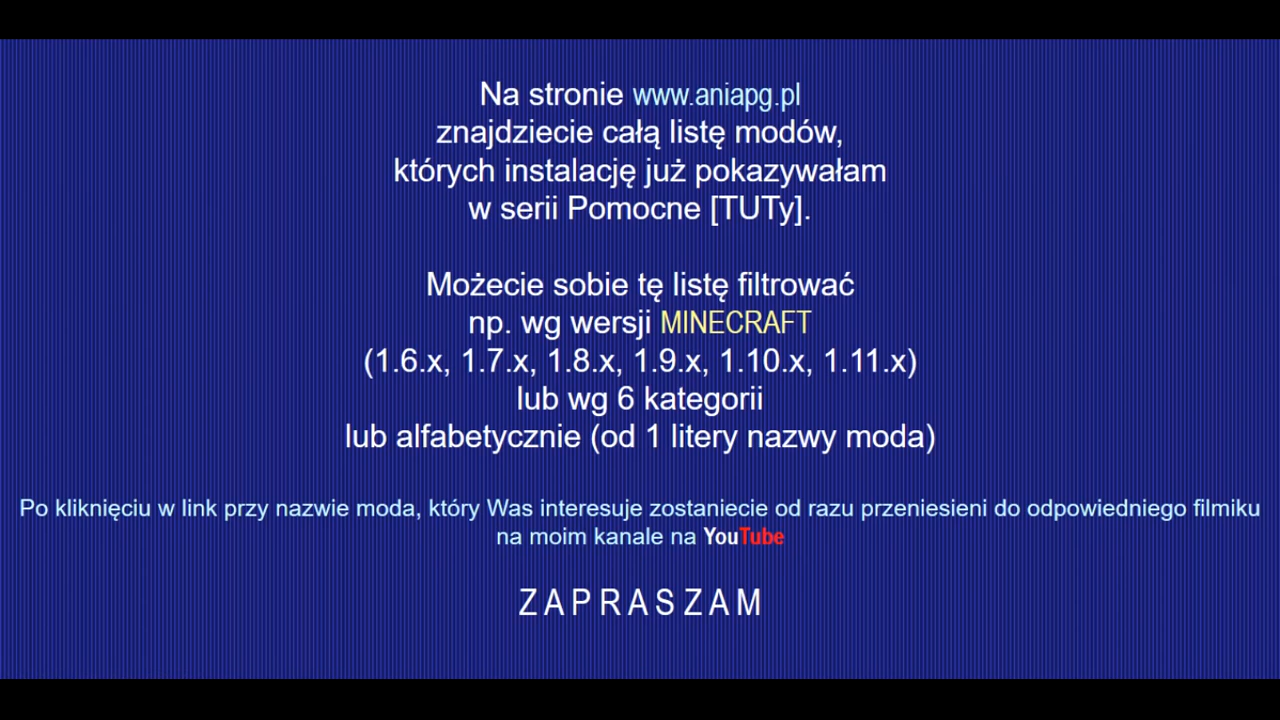 Na stronie www.aniapg.pl
znajdziecie całą listę modów,
których instalację już pokazywałam
w serii Pomocne [TUTy].
Możecie sobie tę listę filtrować
np. wg wersji MINECRAFT
(1.6.x, 1.7.x, 1.8.x, 1.9.x, 1.10.x, 1.11.x)
lub wg 6 kategorii
lub alfabetycznie (od 1 litery nazwy moda)
Po kliknięciu w link przy nazwie moda, który Was interesuje zostaniecie od razu przeniesieni do odpowiedniego filmiku
na moim kanale na YouTube
Z A P R A S Z A M